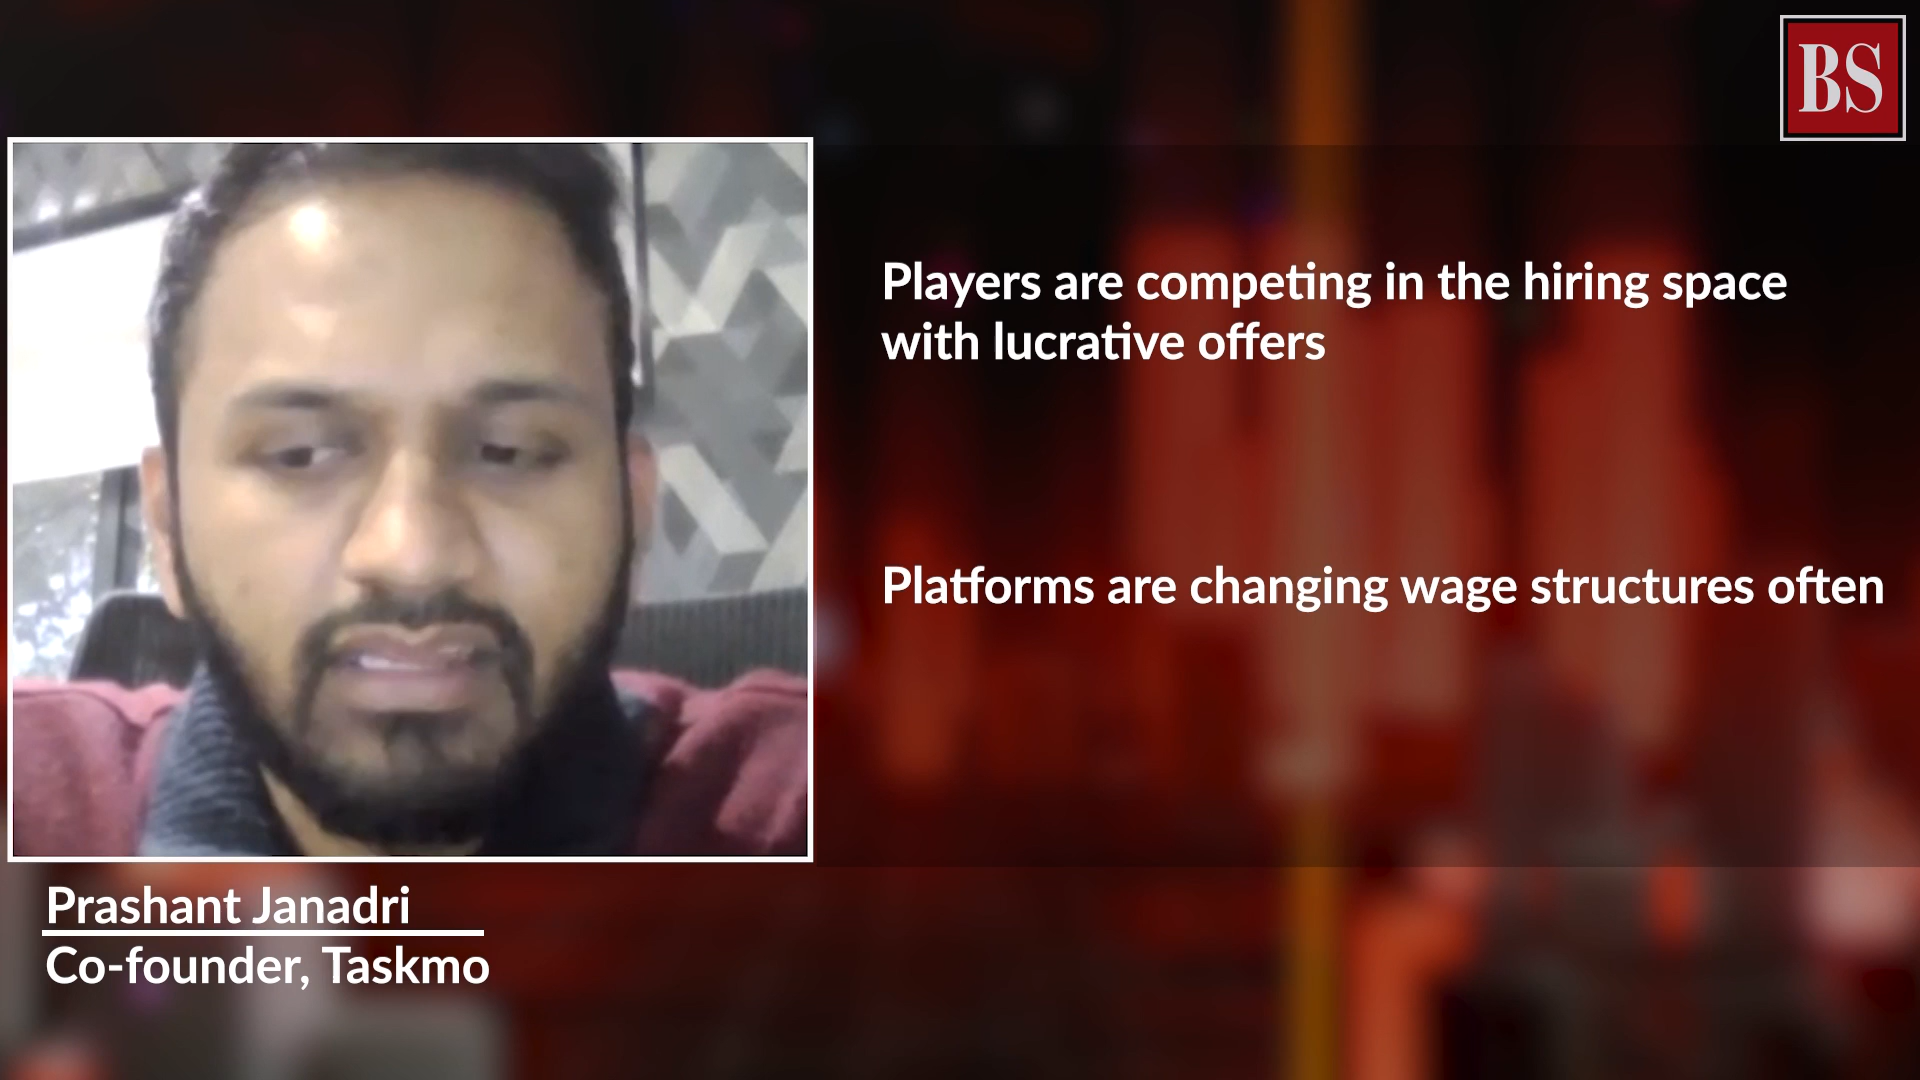 BS
Players are competing in the hiring space
with lucrative offers
Platforms are changing wage structures often
Prashant Janadri
Co-founder, Taskmo